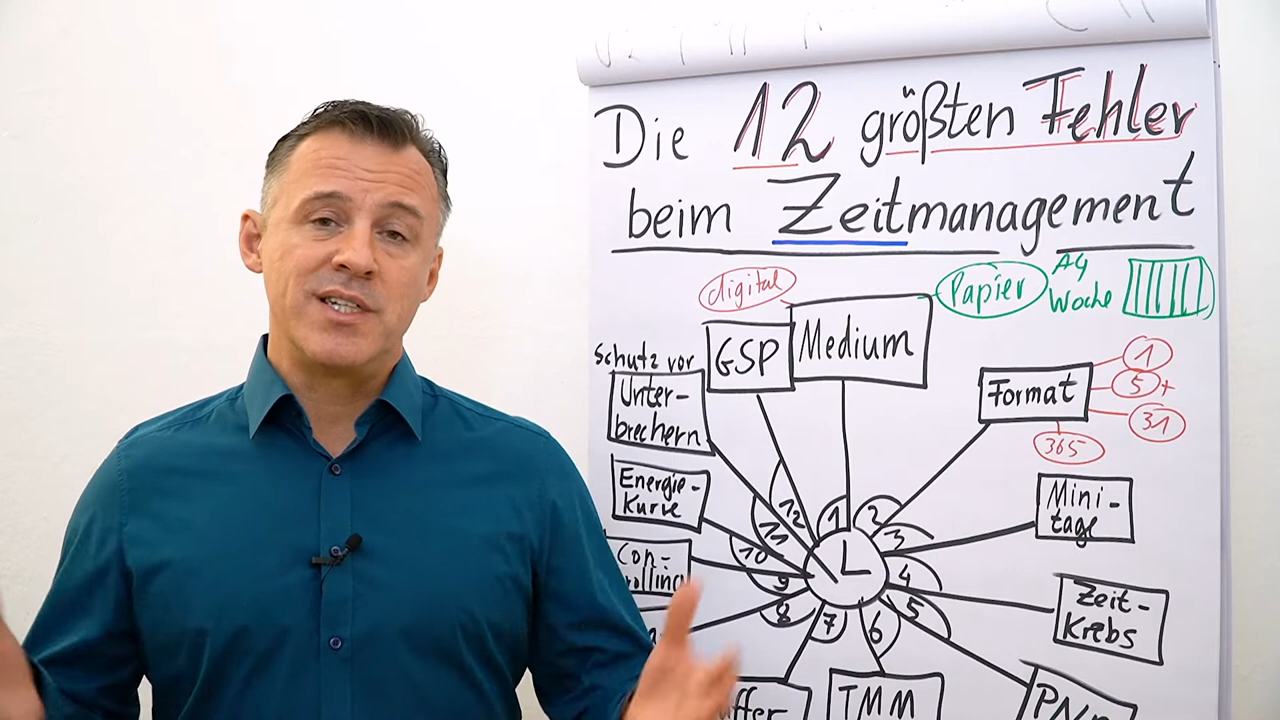 Die 12 größten Fehler
beim Zeitmanagement
digital
Papier
A4
Woche
Schutz vor
Unter-
brechern
GSP
Medium
Format
1
5+
31
365
Energie-
Kurve
Mini-
tage
Con-
Zeit-
Krebs
TMM
1
2
3
4
5
6
7
8
9
10
11
12